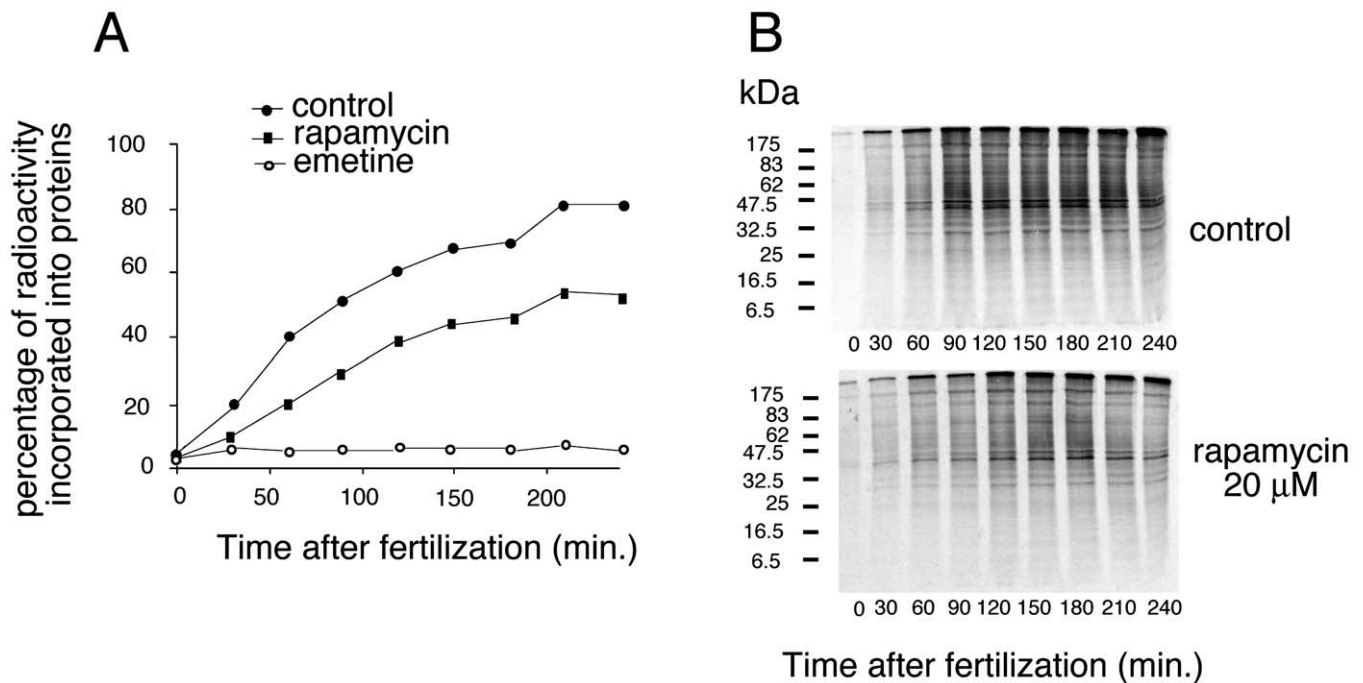 A
percentage of radioactivity
incorporated into proteins
control
rapamycin
emetine
100
80
60
40
20
0
0 50 100 150 200
Time after fertilization (min.)
B
kDa
175
83
62
47.5
32.5
25
16.5
6.5
control
0 30 60 90 120 150 180 210 240
175
83
62
47.5
32.5
25
16.5
6.5
rapamycin
20 μM
0 30 60 90 120 150 180 210 240
Time after fertilization (min.)